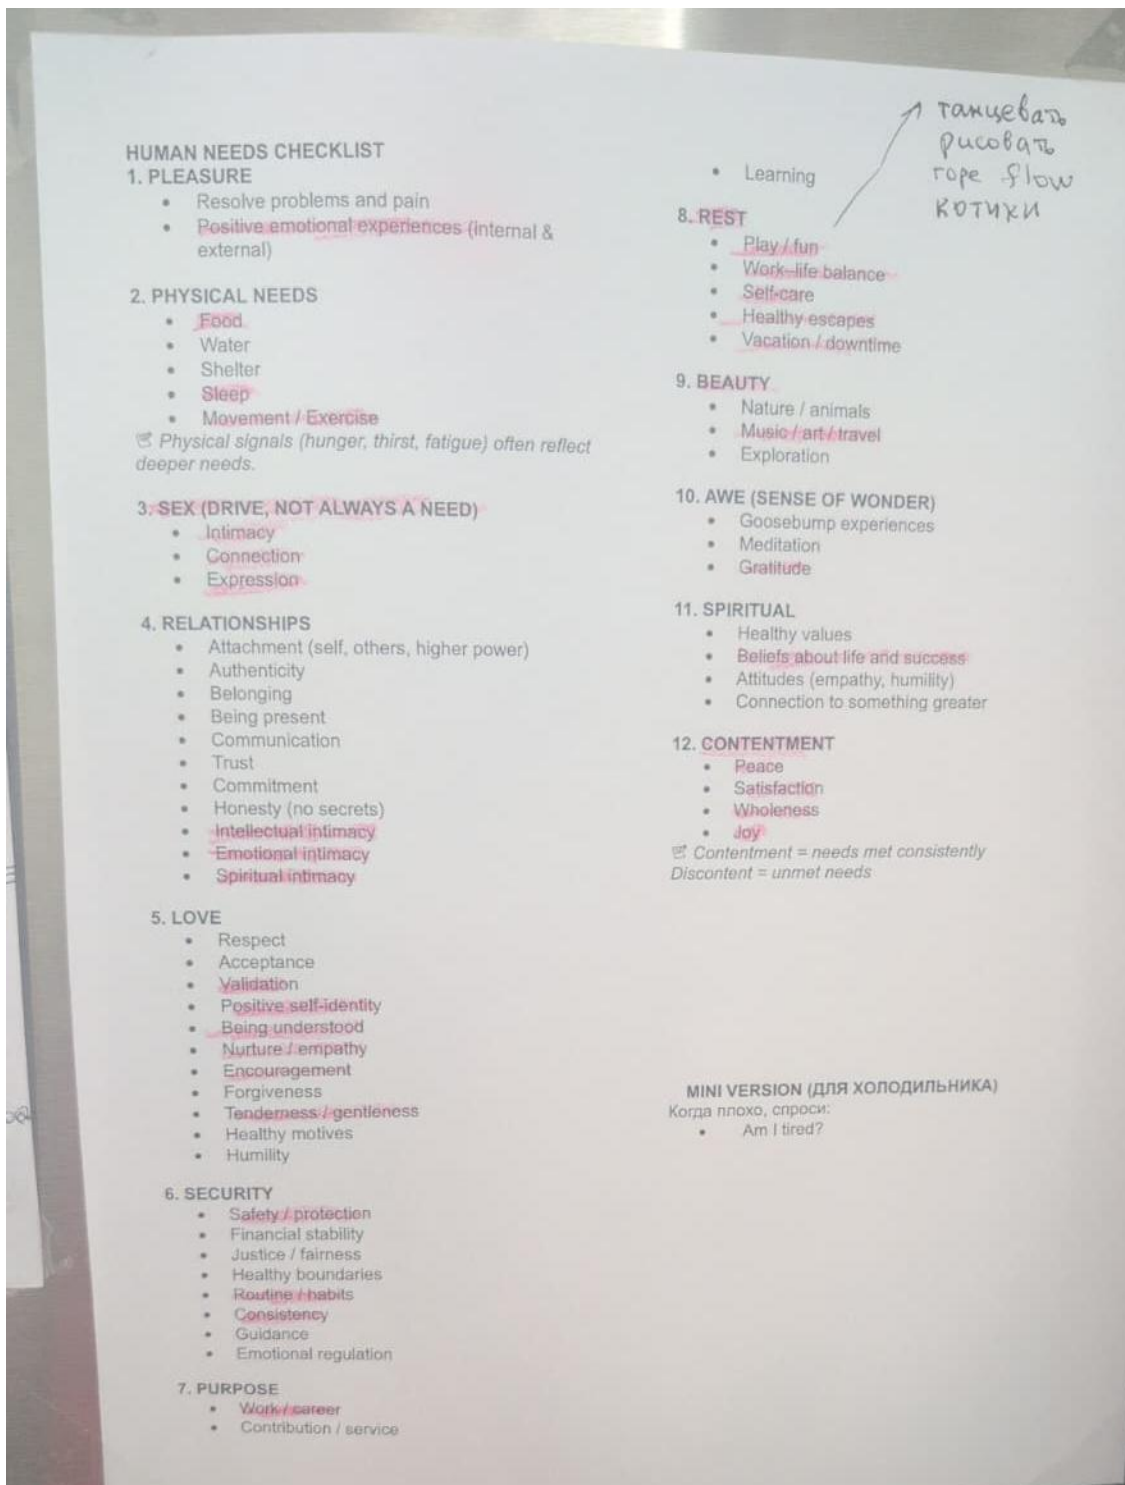 HUMAN NEEDS CHECKLIST
1. PLEASURE
• Resolve problems and pain
• Positive emotional experiences (internal &
external)
2. PHYSICAL NEEDS
• Food
• Water
• Shelter
• Sleep
• Movement / Exercise
Physical signals (hunger, thirst, fatigue) often reflect
deeper needs.
3. SEX (DRIVE, NOT ALWAYS A NEED)
• Intimacy
• Connection
• Expression
4. RELATIONSHIPS
• Attachment (self, others, higher power)
• Authenticity
• Belonging
• Being present
• Communication
• Trust
• Commitment
• Honesty (no secrets)
• Intellectual intimacy
• Emotional intimacy
• Spiritual intimacy
5. LOVE
• Respect
• Acceptance
• Validation
• Positive self-identity
• Being understood
• Nurture / empathy
• Encouragement
• Forgiveness
• Tenderness / gentleness
• Healthy motives
• Humility
6. SECURITY
• Safety / protection
• Financial stability
• Justice / fairness
• Healthy boundaries
• Routine / habits
• Consistency
• Guidance
• Emotional regulation
7. PURPOSE
• Work / career
• Contribution / service
• Learning
танцевать
рисовать
rope flow
котики
8. REST
• Play / fun
• Work–life balance
• Self-care
• Healthy escapes
• Vacation / downtime
9. BEAUTY
• Nature / animals
• Music / art / travel
• Exploration
10. AWE (SENSE OF WONDER)
• Goosebump experiences
• Meditation
• Gratitude
11. SPIRITUAL
• Healthy values
• Beliefs about life and success
• Attitudes (empathy, humility)
• Connection to something greater
12. CONTENTMENT
• Peace
• Satisfaction
• Wholeness
• Joy
Contentment = needs met consistently
Discontent = unmet needs
MINI VERSION (ДЛЯ ХОЛОДИЛЬНИКА)
Когда плохо, спроси:
• Am I tired?